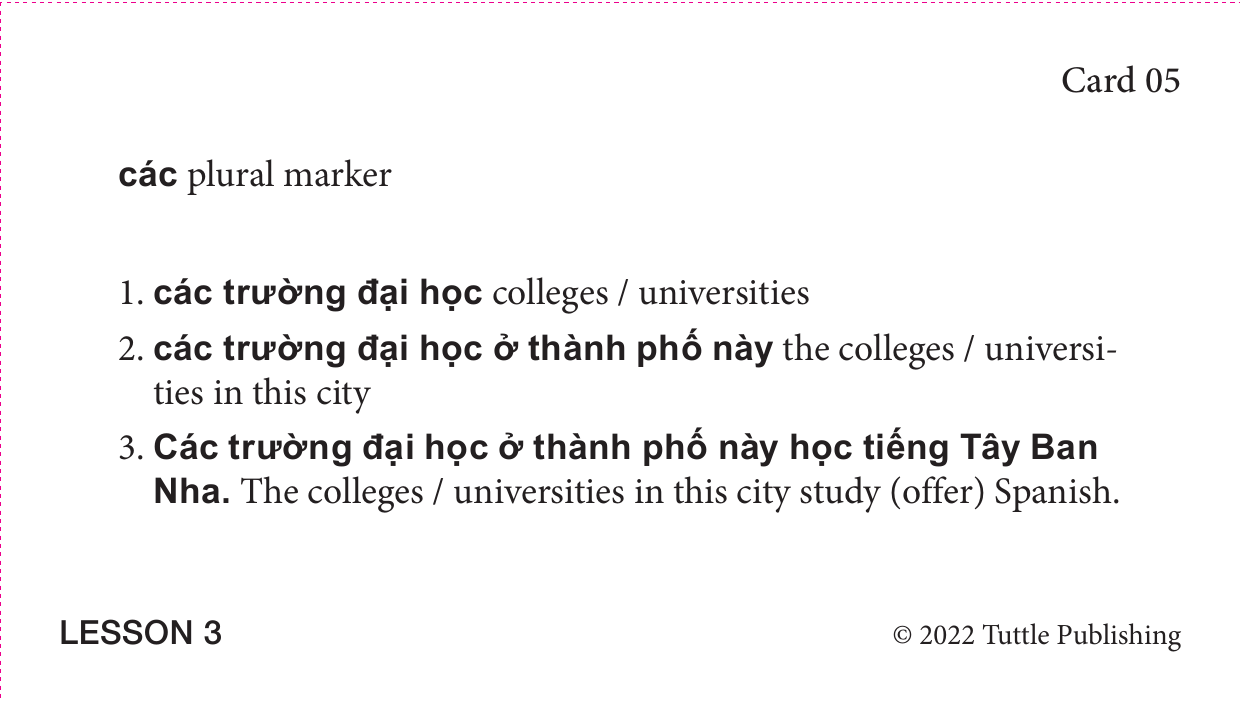 Card 05
các plural marker
1. các trường đại học colleges / universities
2. các trường đại học ở thành phố này the colleges / universi-
ties in this city
3. Các trường đại học ở thành phố này học tiếng Tây Ban
Nha. The colleges / universities in this city study (offer) Spanish.
LESSON 3
© 2022 Tuttle Publishing